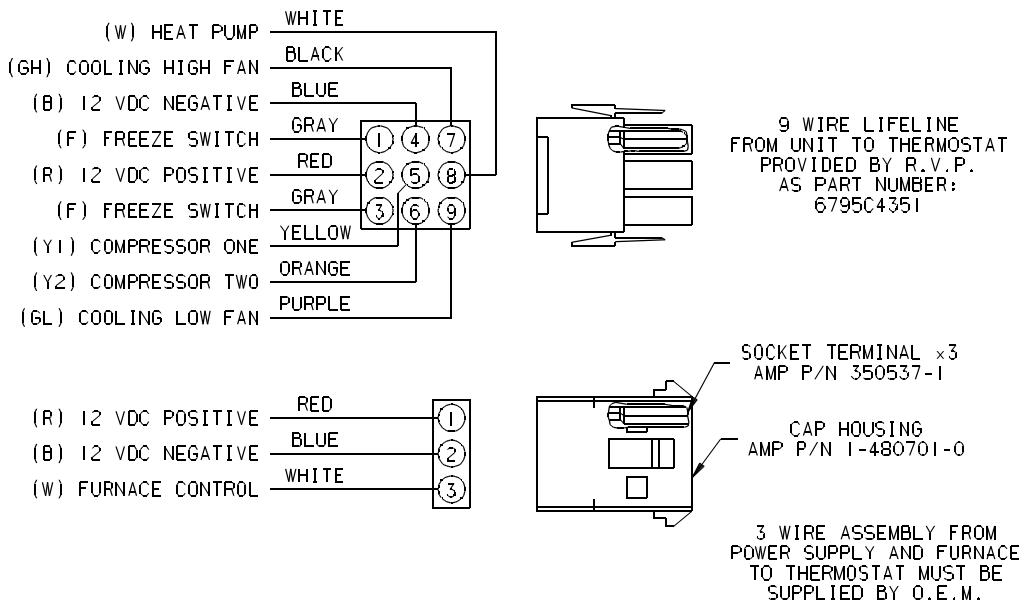 (W) HEAT PUMP WHITE
(GH) COOLING HIGH FAN BLACK
(B) 12 VDC NEGATIVE BLUE
(F) FREEZE SWITCH GRAY
(R) 12 VDC POSITIVE RED
(F) FREEZE SWITCH GRAY
(Y1) COMPRESSOR ONE YELLOW
(Y2) COMPRESSOR TWO ORANGE
(GL) COOLING LOW FAN PURPLE
1 4 7
2 5 8
3 6 9
9 WIRE LIFELINE
FROM UNIT TO THERMOSTAT
PROVIDED BY R.V.P.
AS PART NUMBER:
6795C4351
(R) 12 VDC POSITIVE RED 1
(B) 12 VDC NEGATIVE BLUE 2
(W) FURNACE CONTROL WHITE 3
SOCKET TERMINAL x3
AMP P/N 350537-1
CAP HOUSING
AMP P/N 1-480701-0
3 WIRE ASSEMBLY FROM
POWER SUPPLY AND FURNACE
TO THERMOSTAT MUST BE
SUPPLIED BY O.E.M.